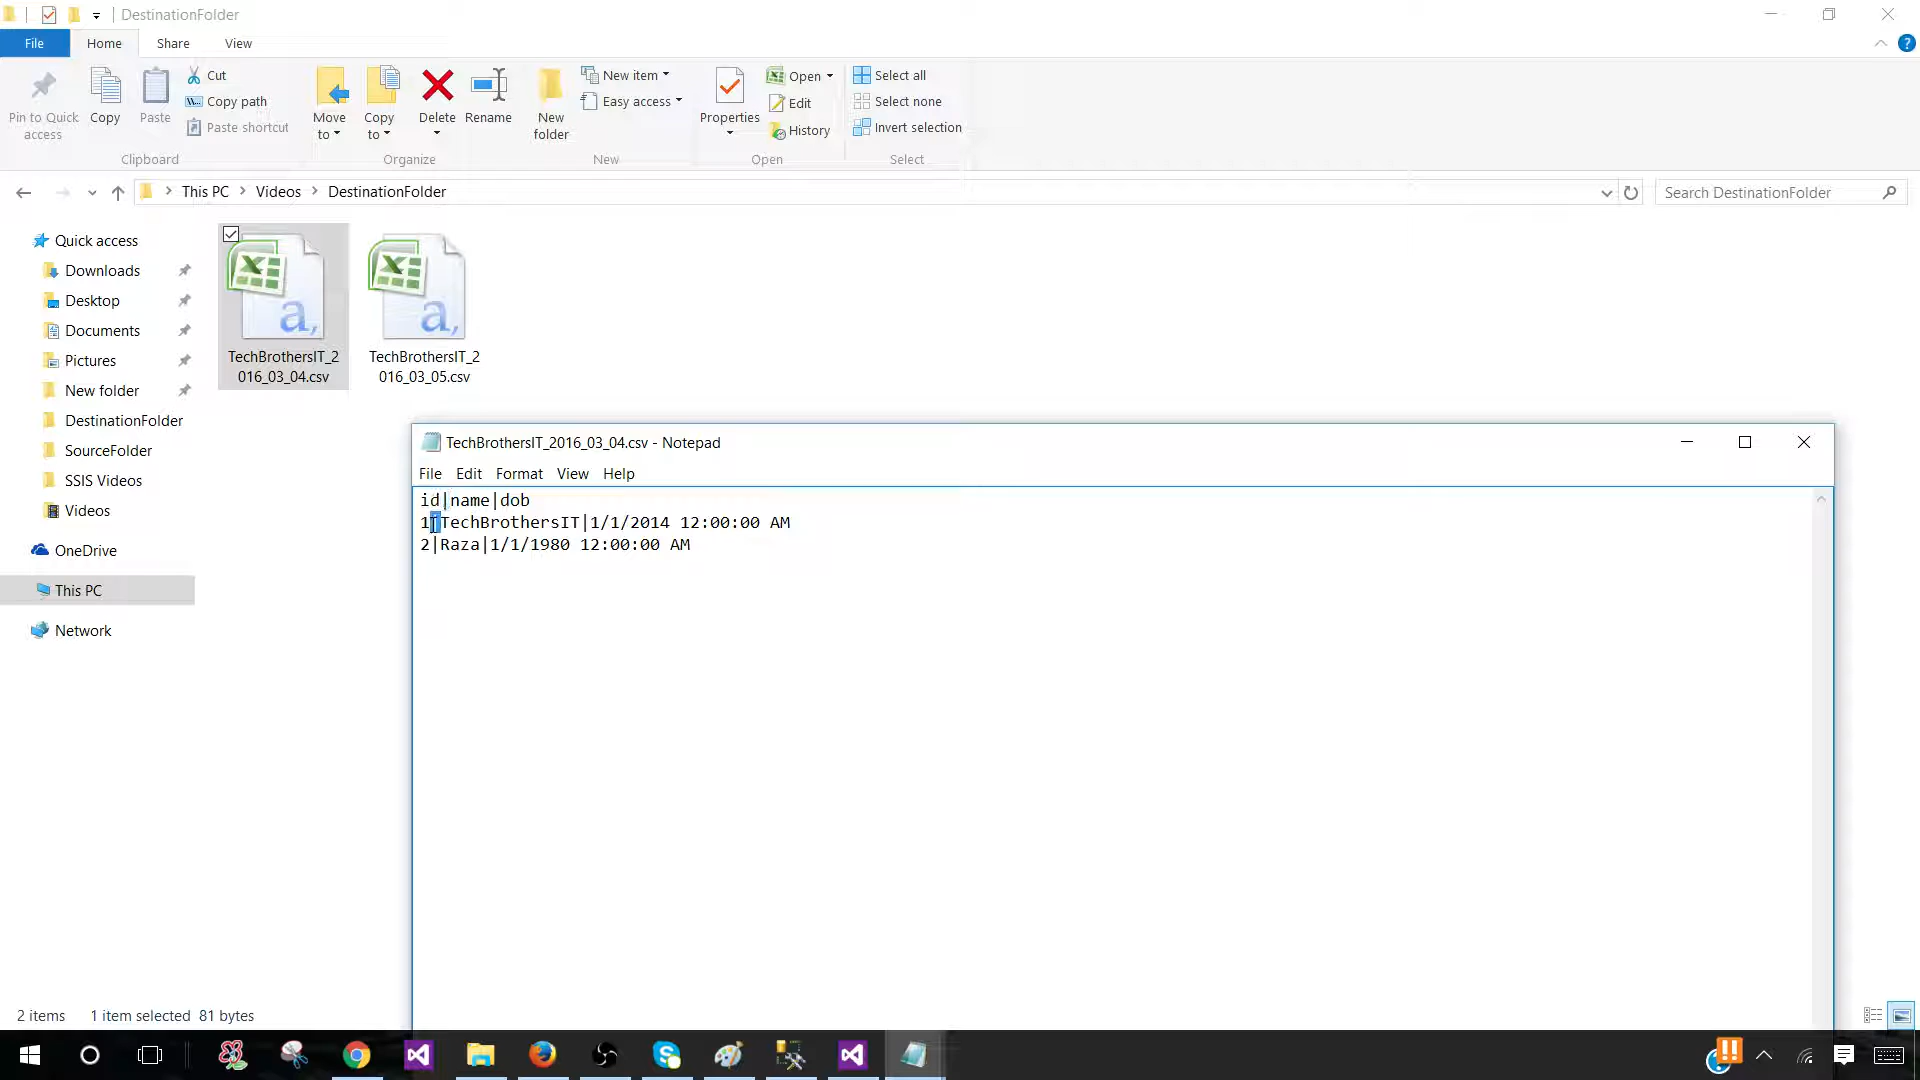 DestinationFolder
File Home Share View
Pin to Quick access
Copy
Paste
Cut
Copy path
Paste shortcut
Clipboard
Move to
Copy to
Delete
Rename
Organize
New folder
New item
Easy access
New
Properties
Open
Edit
History
Open
Select all
Select none
Invert selection
Select
This PC > Videos > DestinationFolder
Search DestinationFolder
Quick access
Downloads
Desktop
Documents
Pictures
New folder
DestinationFolder
SourceFolder
SSIS Videos
Videos
OneDrive
This PC
Network
TechBrothersIT_2
016_03_04.csv
TechBrothersIT_2
016_03_05.csv
TechBrothersIT_2016_03_04.csv - Notepad
File Edit Format View Help
id|name|dob
1|TechBrothersIT|1/1/2014 12:00:00 AM
2|Raza|1/1/1980 12:00:00 AM
2 items 1 item selected 81 bytes